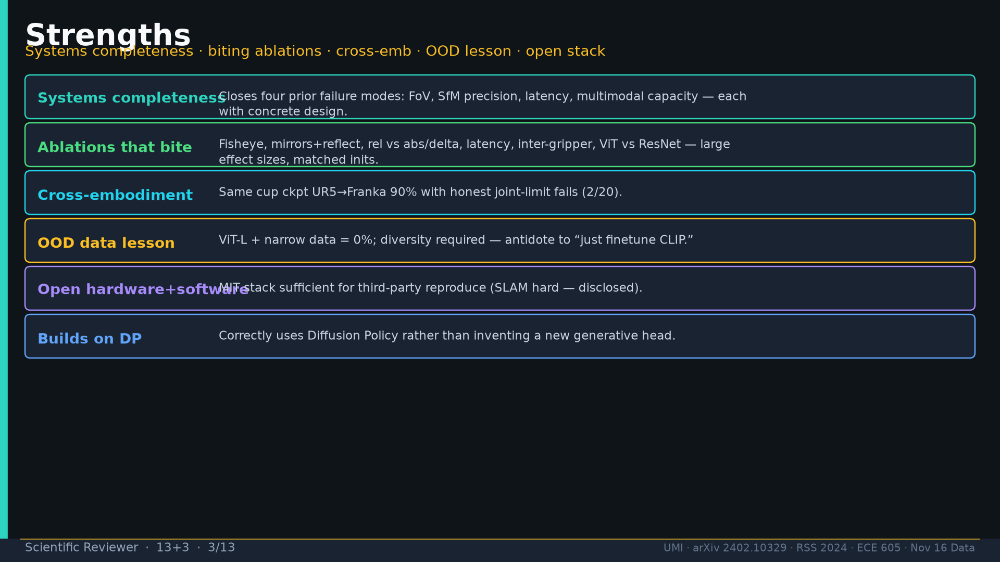 Strengths
Systems completeness · biting ablations · cross-emb · OOD lesson · open stack
Systems completeness
Closes four prior failure modes: FoV, SfM precision, latency, multimodal capacity — each
with concrete design.
Ablations that bite
Fisheye, mirrors+reflect, rel vs abs/delta, latency, inter-gripper, ViT vs ResNet — large
effect sizes, matched inits.
Cross-embodiment
Same cup ckpt UR5→Franka 90% with honest joint-limit fails (2/20).
OOD data lesson
ViT-L + narrow data = 0%; diversity required — antidote to “just finetune CLIP.”
Open hardware+software
MIT stack sufficient for third-party reproduce (SLAM hard — disclosed).
Builds on DP
Correctly uses Diffusion Policy rather than inventing a new generative head.
Scientific Reviewer · 13+3 · 3/13
UMI · arXiv 2402.10329 · RSS 2024 · ECE 605 · Nov 16 Data